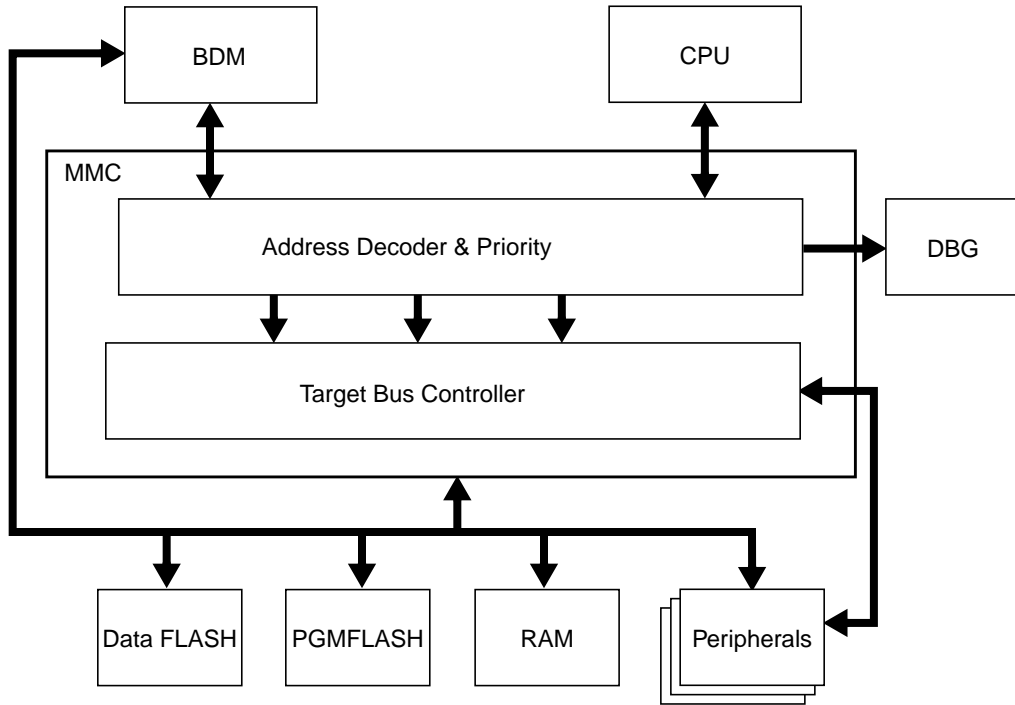 BDM
CPU
MMC
Address Decoder & Priority
DBG
Target Bus Controller
Data FLASH
PGMFLASH
RAM
Peripherals